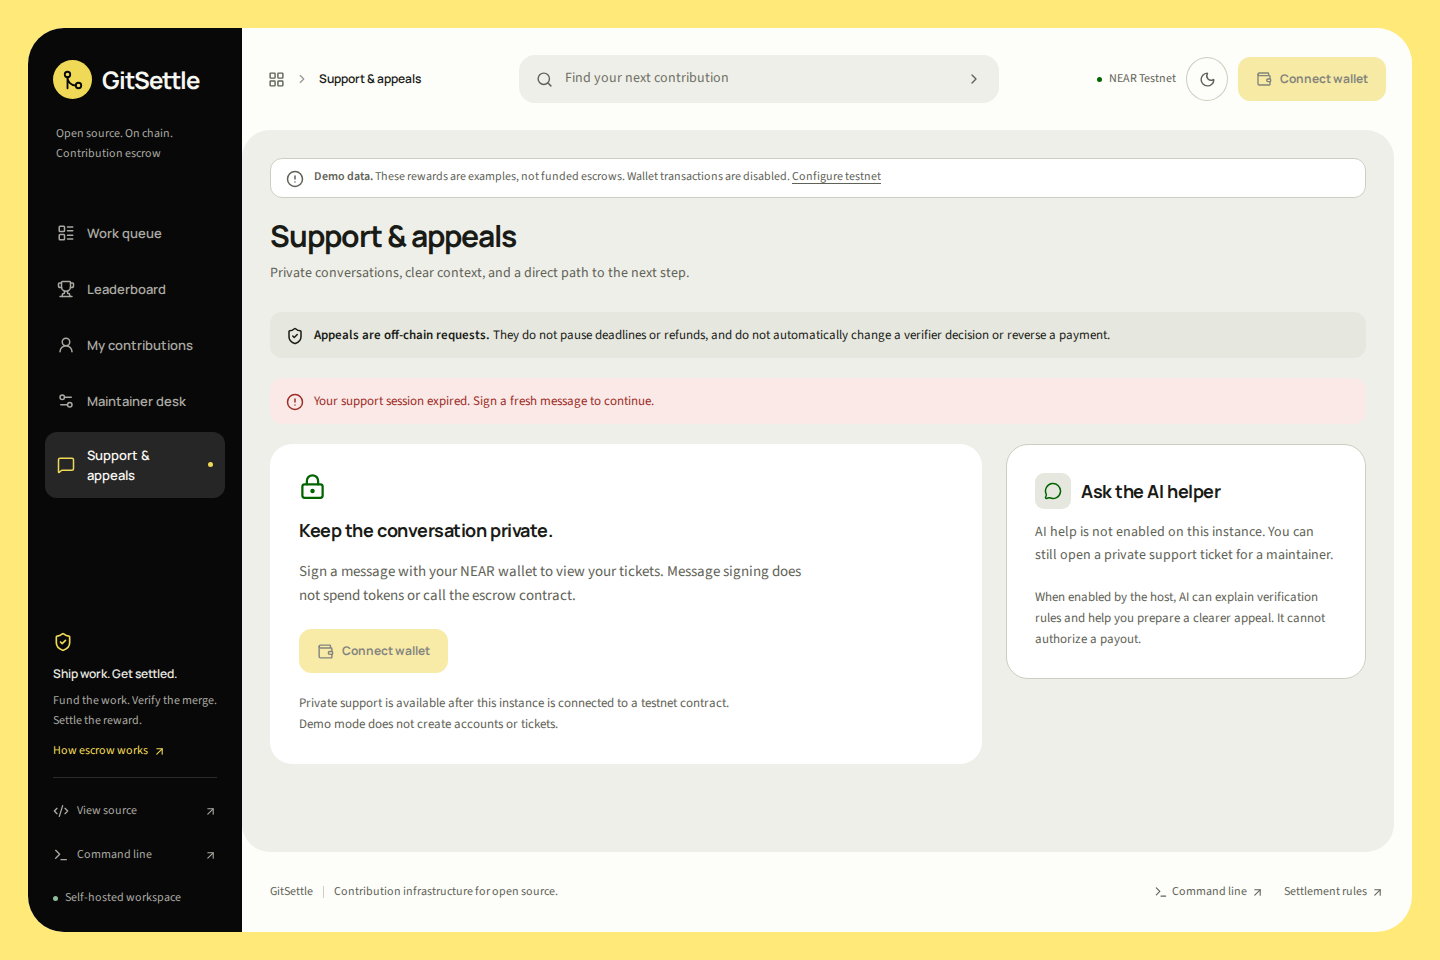 GitSettle
Open source. On chain.
Contribution escrow
Work queue
Leaderboard
My contributions
Maintainer desk
Support &
appeals
Ship work. Get settled.
Fund the work. Verify the merge.
Settle the reward.
How escrow works
View source
Command line
Self-hosted workspace
Support & appeals
Find your next contribution
NEAR Testnet
Connect wallet
Demo data. These rewards are examples, not funded escrows. Wallet transactions are disabled. Configure testnet
Support & appeals
Private conversations, clear context, and a direct path to the next step.
Appeals are off-chain requests. They do not pause deadlines or refunds, and do not automatically change a verifier decision or reverse a payment.
Your support session expired. Sign a fresh message to continue.
Keep the conversation private.
Sign a message with your NEAR wallet to view your tickets. Message signing does
not spend tokens or call the escrow contract.
Connect wallet
Private support is available after this instance is connected to a testnet contract.
Demo mode does not create accounts or tickets.
Ask the AI helper
AI help is not enabled on this instance. You can
still open a private support ticket for a maintainer.
When enabled by the host, AI can explain verification
rules and help you prepare a clearer appeal. It cannot
authorize a payout.
GitSettle
Contribution infrastructure for open source.
Command line
Settlement rules